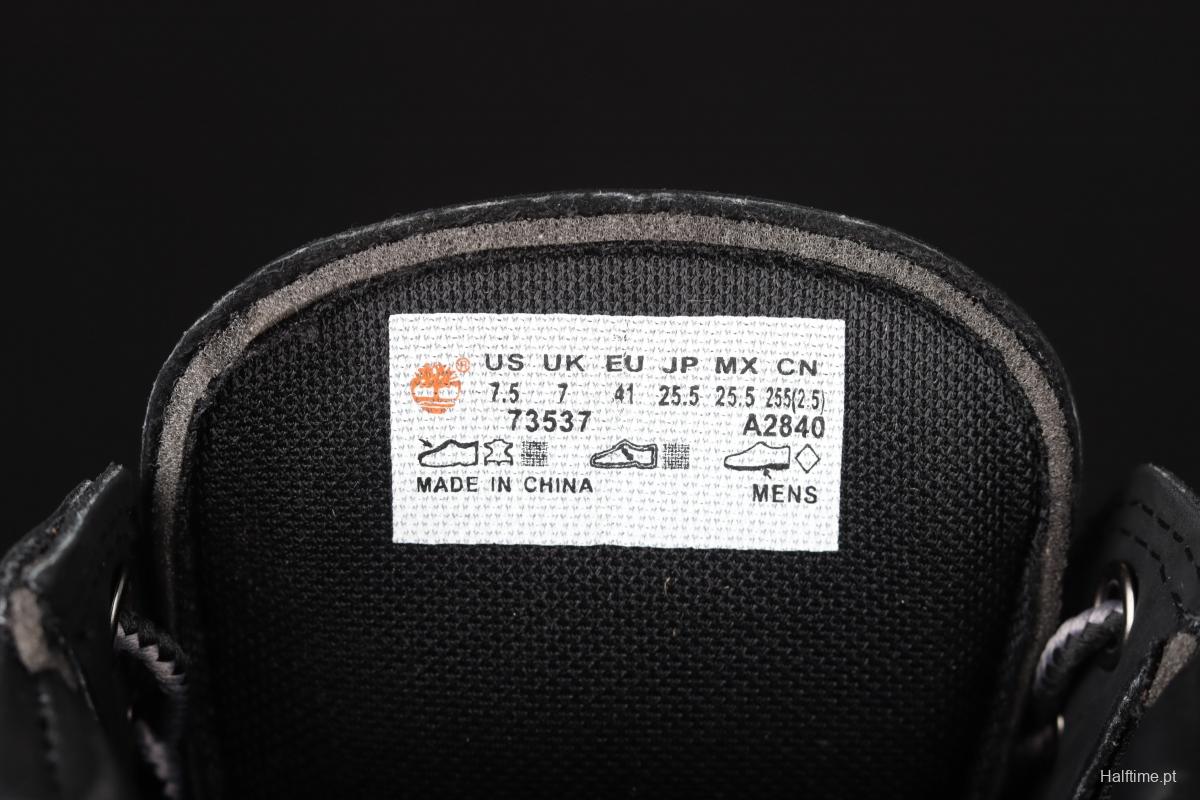 US UK EU JP MX CN
7.5 7 41 25.5 25.5 255(2.5)
73537 A2840
MADE IN CHINA MENS
Halftime.pt